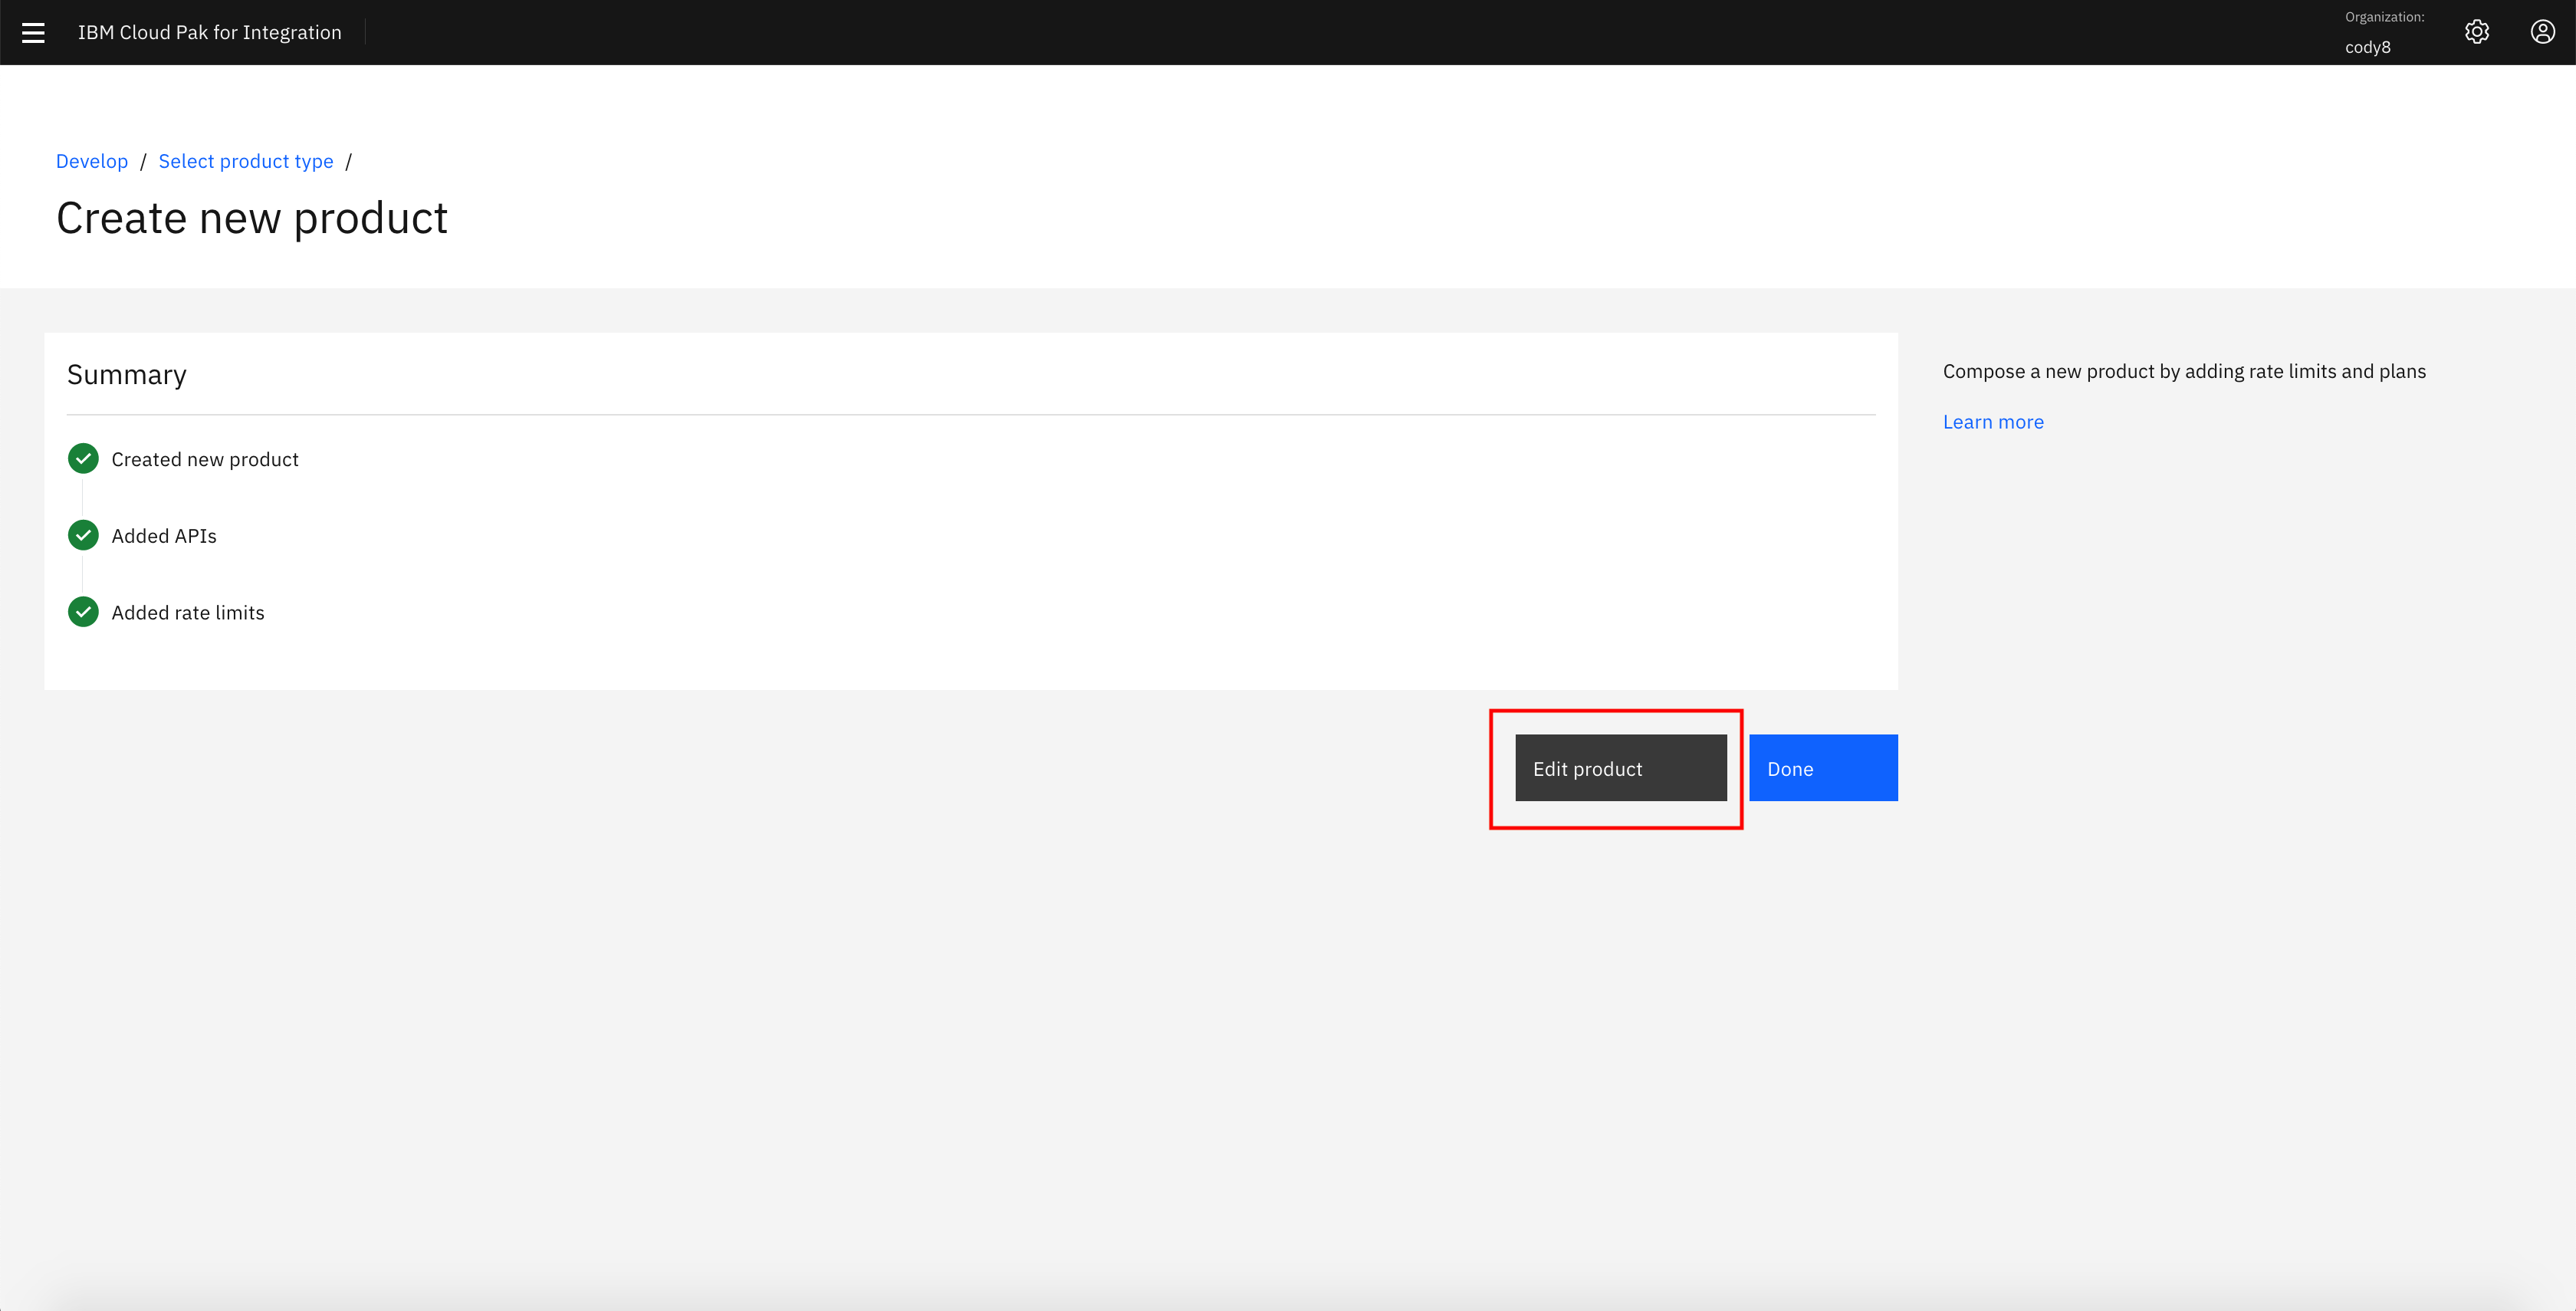 IBM Cloud Pak for Integration
Organization:
cody8
Develop / Select product type /
Create new product
Summary
Created new product
Added APIs
Added rate limits
Compose a new product by adding rate limits and plans
Learn more
Edit product
Done